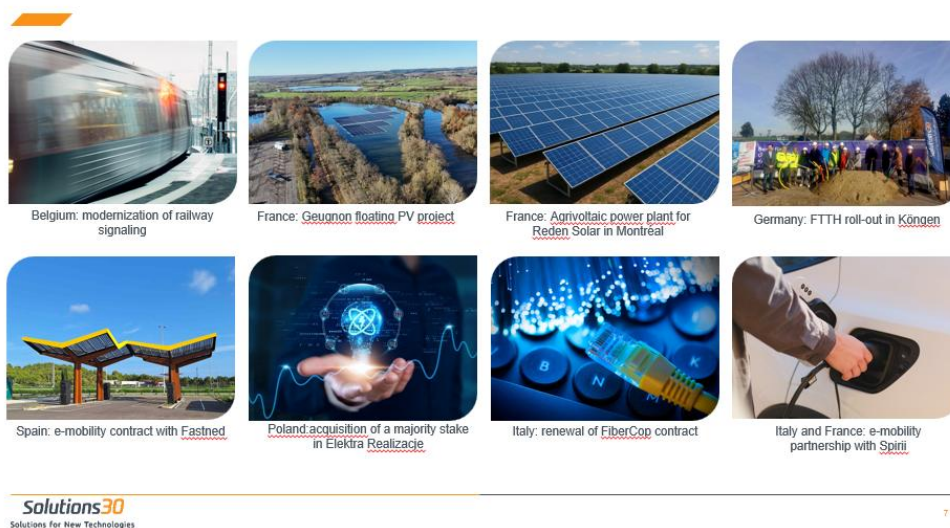 Belgium: modernization of railway
signaling
France: Geugnon floating PV project
France: Agrivoltaic power plant for
Reden Solar in Montréal
Germany: FTTH roll-out in Köngen
Spain: e-mobility contract with Fastned
Poland:acquisition of a majority stake
in Elektra Realizacje
B
N
M
K
Italy: renewal of FiberCop contract
Italy and France: e-mobility
partnership with Spirii
Solutions30
Solutions for New Technologies
7